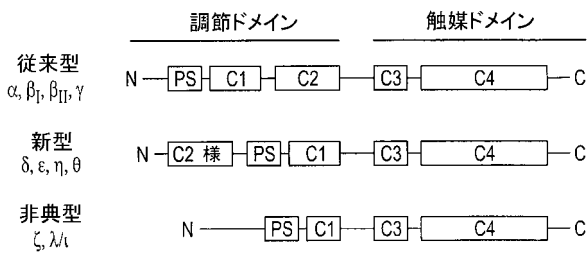 調節ドメイン 触媒ドメイン
従来型
α, βI, βII, γ
N PS C1 C2 C3 C4 C
新型
δ, ε, η, θ
N C2 様 PS C1 C3 C4 C
非典型
ζ, λ/ι
N PS C1 C3 C4 C